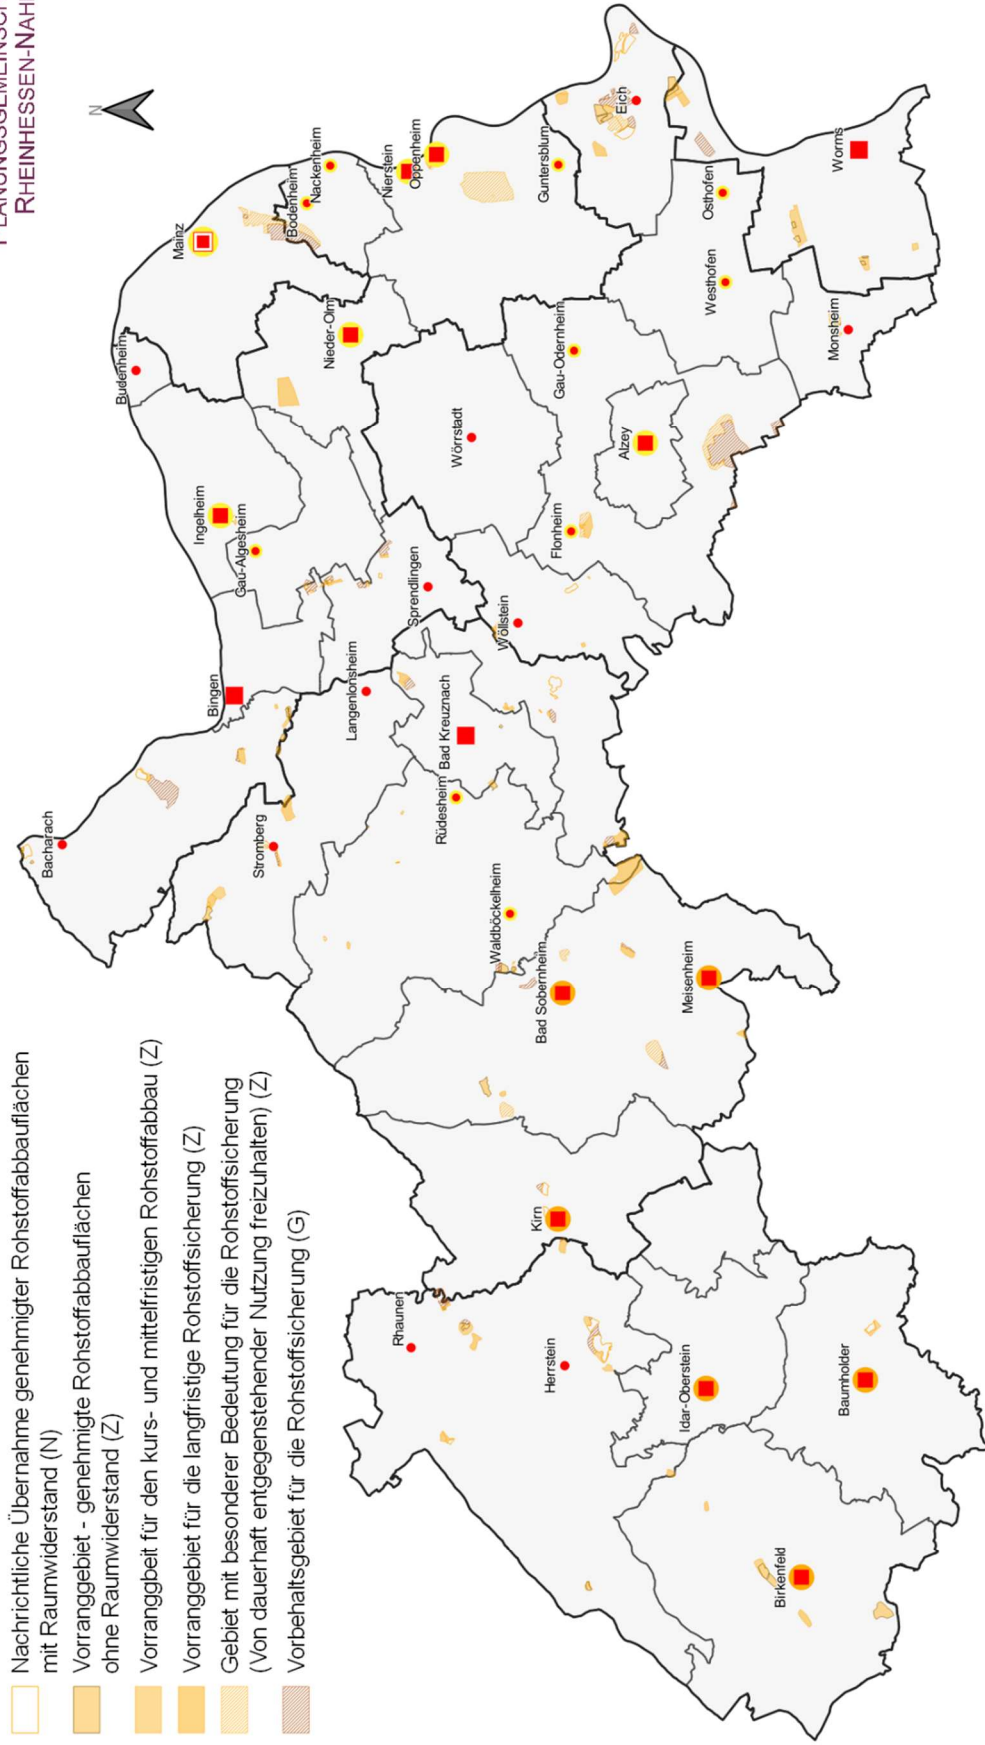 PLANUNGSGEMEINSC
RHEINHESSEN-NAH
N
Nachrichtliche Übernahme genehmigter Rohstoffabbauflächen
mit Raumwiderstand (N)
Vorranggebiet - genehmigte Rohstoffabbauflächen
ohne Raumwiderstand (Z)
Vorranggbeit für den kurs- und mittelfristigen Rohstoffabbau (Z)
Vorranggebiet für die langfristige Rohstoffsicherung (Z)
Gebiet mit besonderer Bedeutung für die Rohstoffsicherung
(Von dauerhaft entgegenstehender Nutzung freizuhalten) (Z)
Vorbehaltsgebiet für die Rohstoffsicherung (G)
Bacharach
Budenheim
Mainz
Ingelheim
Bingen
Gau-Algesheim
Stromberg
Bodenheim
Nackenheim
Nieder-Olm
Langenlonsheim
Nierstein
Oppenheim
Rhaunen
Sprendlingen
Wörrstadt
Bad Kreuznach
Rüdesheim
Waldböckelheim
Wöllstein
Guntersblum
Kirn
Bad Sobernheim
Flonheim
Gau-Odernheim
Herrstein
Eich
Alzey
Idar-Oberstein
Meisenheim
Westhofen
Osthofen
Birkenfeld
Baumholder
Monsheim
Worms